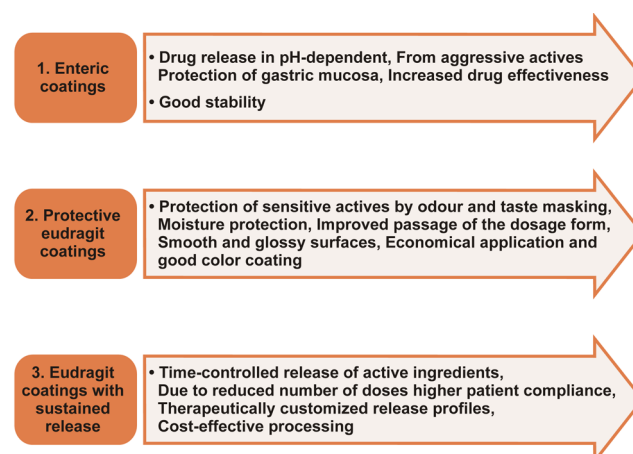 1. Enteric
coatings
• Drug release in pH-dependent, From aggressive actives
Protection of gastric mucosa, Increased drug effectiveness
• Good stability
2. Protective
eudragit
coatings
• Protection of sensitive actives by odour and taste masking,
Moisture protection, Improved passage of the dosage form,
Smooth and glossy surfaces, Economical application and
good color coating
3. Eudragit
coatings with
sustained
release
• Time-controlled release of active ingredients,
Due to reduced number of doses higher patient compliance,
Therapeutically customized release profiles,
Cost-effective processing